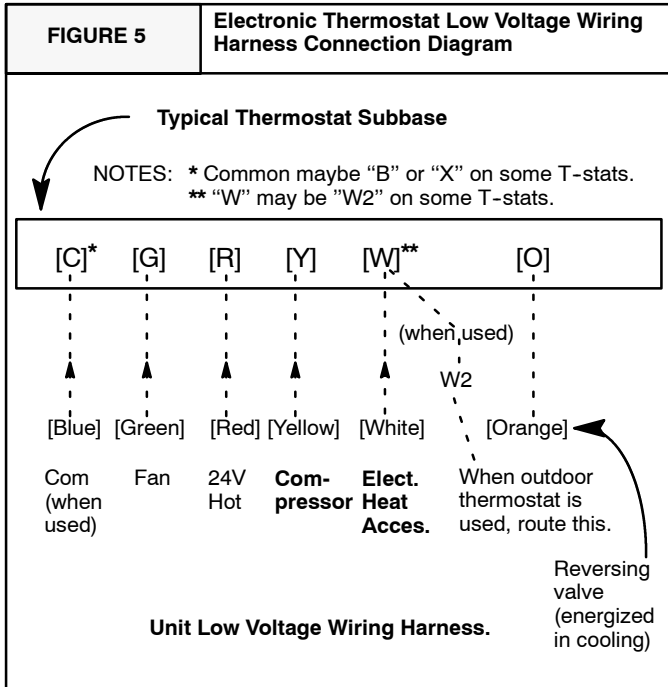 FIGURE 5
Electronic Thermostat Low Voltage Wiring
Harness Connection Diagram
Typical Thermostat Subbase
NOTES: * Common maybe “B” or “X” on some T-stats.
** “W” may be ”W2” on some T-stats.
[C]* [G] [R] [Y] [W]** [O]
(when used)
W2
[Blue] [Green] [Red] [Yellow] [White] [Orange]
Com Fan 24V Com- Elect. When outdoor
(when Hot pressor Heat thermostat is
used) Acces. used, route this.
Reversing
valve
(energized
in cooling)
Unit Low Voltage Wiring Harness.